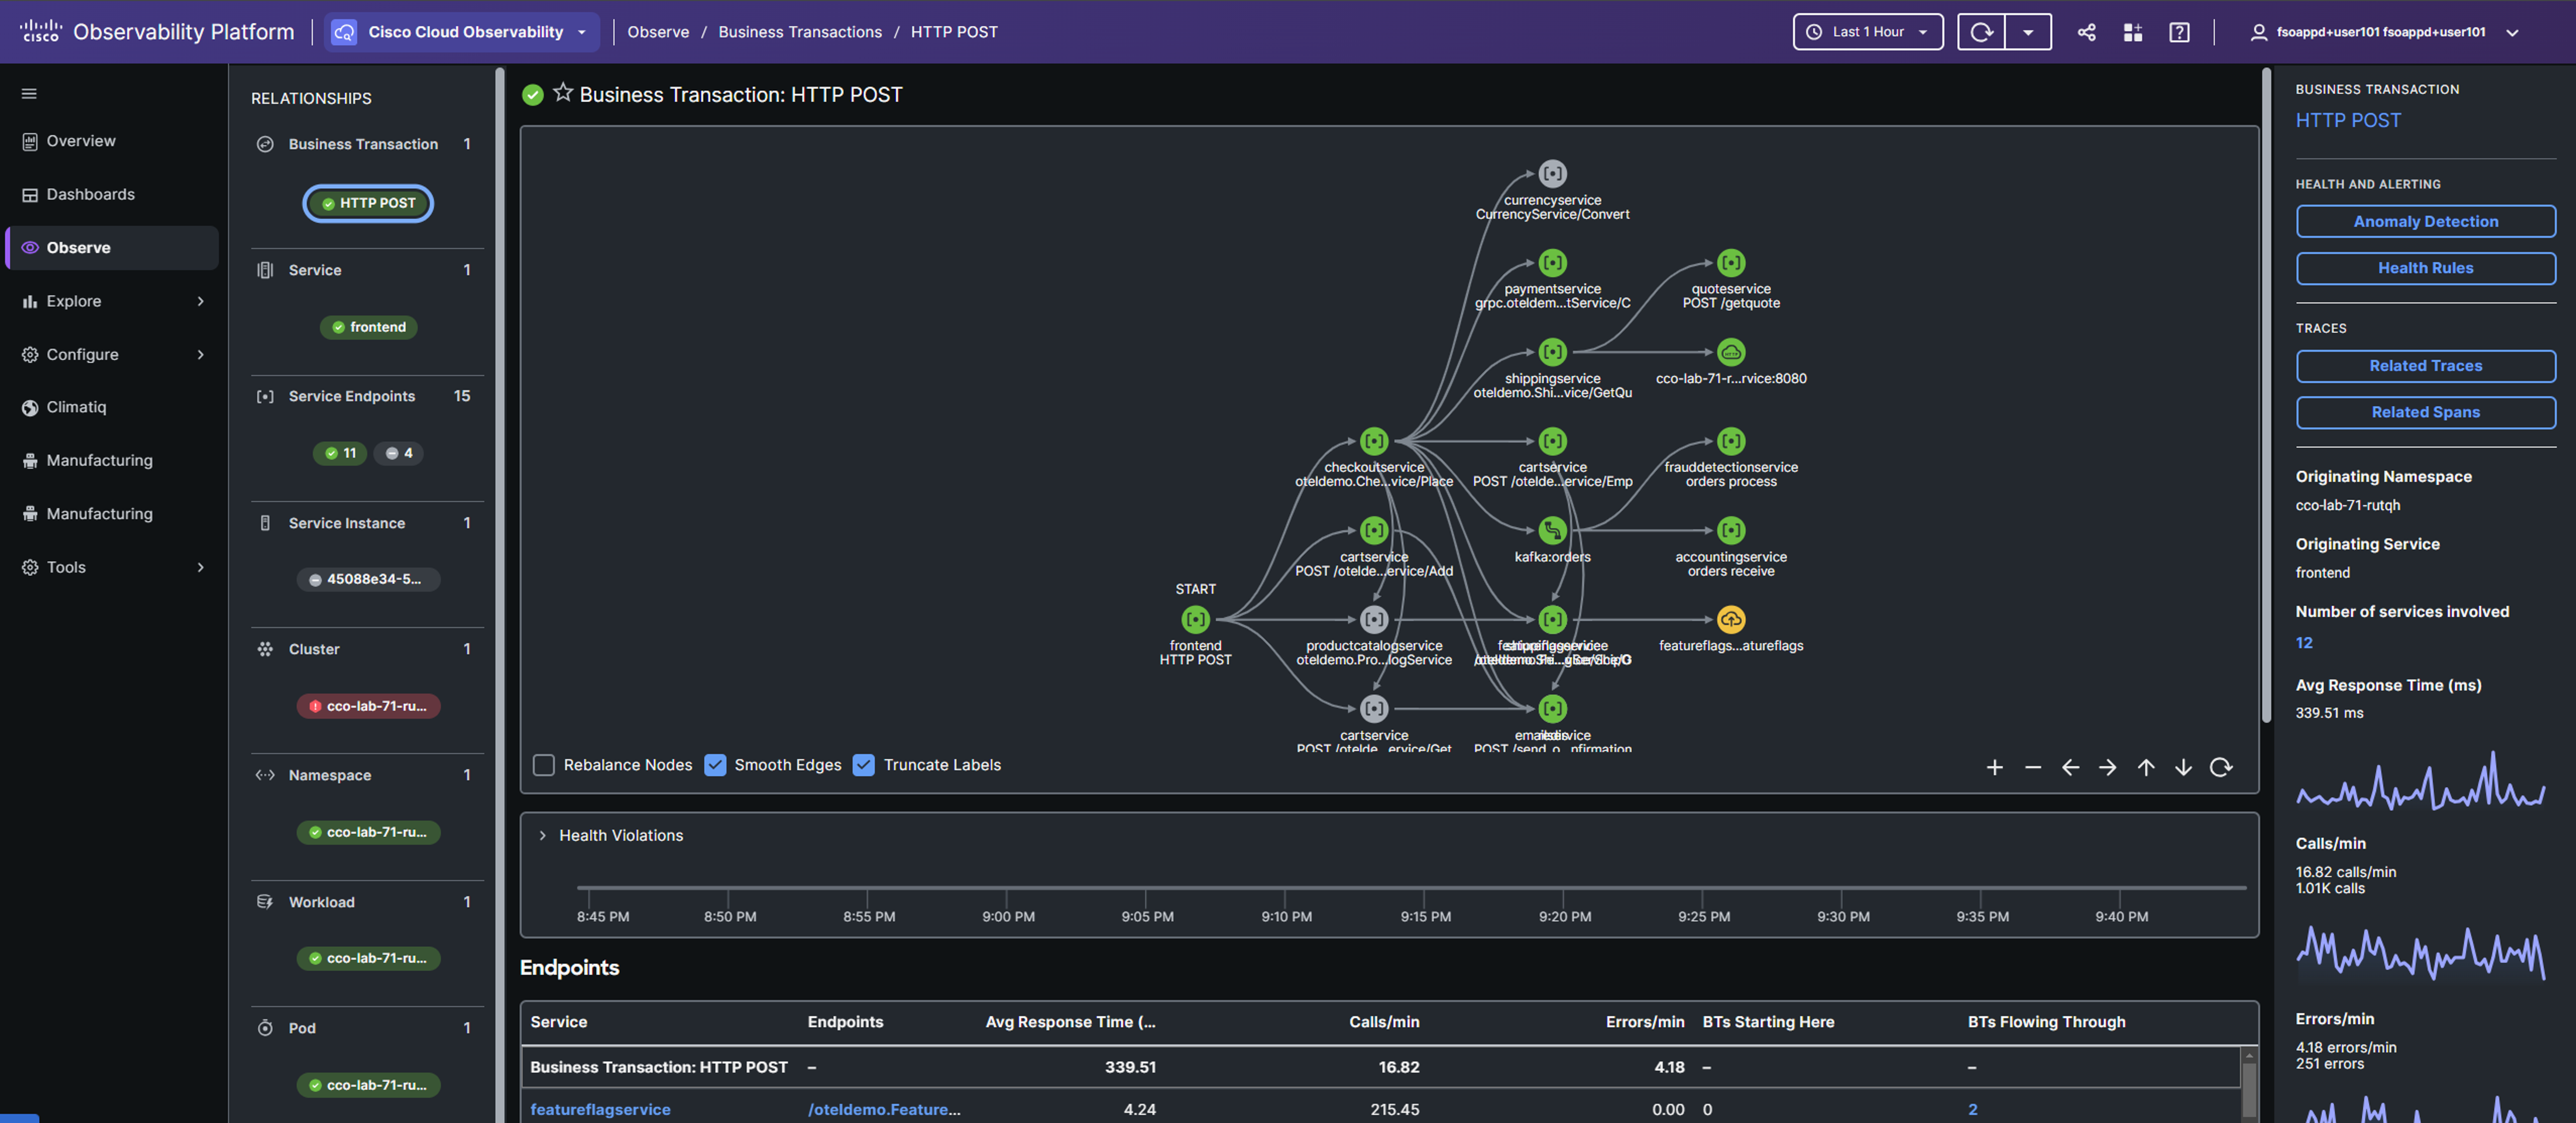 CISCO
Observability Platform
Cisco Cloud Observability
Observe / Business Transactions / HTTP POST
Last 1 Hour
fsoappd+user101 fsoappd+user101
Overview
Dashboards
Observe
Explore
Configure
Climatiq
Manufacturing
Manufacturing
Tools
RELATIONSHIPS
Business Transaction 1
HTTP POST
Service 1
frontend
Service Endpoints 15
11 4
Service Instance 1
45088e34-5...
Cluster 1
cco-lab-71-ru...
Namespace 1
cco-lab-71-ru...
Workload 1
cco-lab-71-ru...
Pod 1
cco-lab-71-ru...
Business Transaction: HTTP POST
currencyservice
CurrencyService/Convert
paymentservice
grpc.oteldem...tService/C
quoteservice
POST /getquote
shippingservice
oteldemo.Shi...vice/GetQu
cco-lab-71-r...rvice:8080
checkoutservice
oteldemo.Che...vice/Place
cartservice
POST /otelde...ervice/Emp
frauddetectionservice
orders process
cartservice
POST /otelde...ervice/Add
kafka:orders
accountingservice
orders receive
START
frontend
HTTP POST
productcatalogservice
oteldemo.Pro...logService
featureflags...atureflags
cartservice
POST /otelde...ervice/Get
POST /send_o...nfirmation
Rebalance Nodes
Smooth Edges
Truncate Labels
Health Violations
8:45 PM 8:50 PM 8:55 PM 9:00 PM 9:05 PM 9:10 PM 9:15 PM 9:20 PM 9:25 PM 9:30 PM 9:35 PM 9:40 PM
Endpoints
Service Endpoints Avg Response Time (... Calls/min Errors/min BTs Starting Here BTs Flowing Through
Business Transaction: HTTP POST – 339.51 16.82 4.18 – –
featureflagservice /oteldemo.Feature... 4.24 215.45 0.00 0 2
BUSINESS TRANSACTION
HTTP POST
HEALTH AND ALERTING
Anomaly Detection
Health Rules
TRACES
Related Traces
Related Spans
Originating Namespace
cco-lab-71-rutqh
Originating Service
frontend
Number of services involved
12
Avg Response Time (ms)
339.51 ms
Calls/min
16.82 calls/min
1.01K calls
Errors/min
4.18 errors/min
251 errors